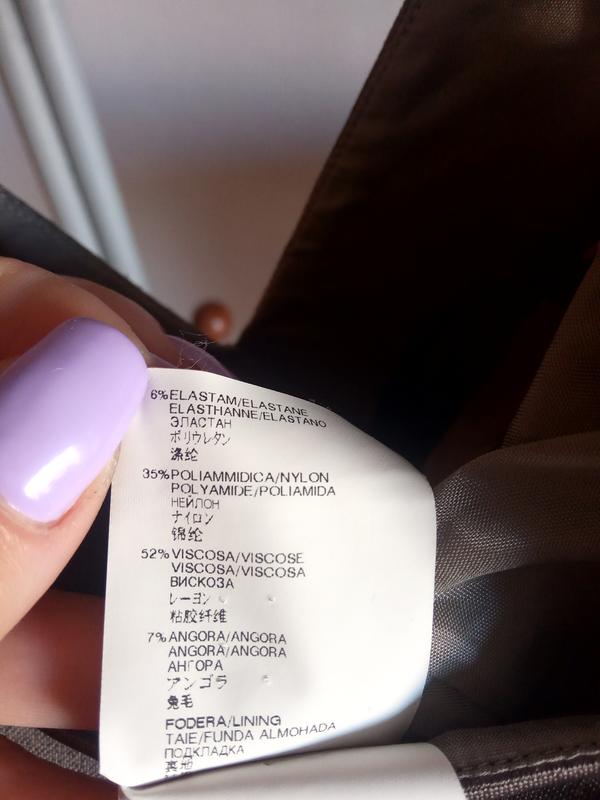 6% ELASTAM/ELASTANE
ELASTHANNE/ELASTANO
ЭЛАСТАН
ポリウレタン
涤纶
35% POLIAMMIDICA/NYLON
POLYAMIDE/POLIAMIDA
НЕЙЛОН
ナイロン
锦纶
52% VISCOSA/VISCOSE
VISCOSA/VISCOSA
ВИСКОЗА
レーヨン
粘胶纤维
7% ANGORA/ANGORA
ANGORA/ANGORA
АНГОРА
アンゴラ
兔毛
FODERA/LINING
TAIE/FUNDA ALMOHADA
ПОДКЛАДКА
裏地